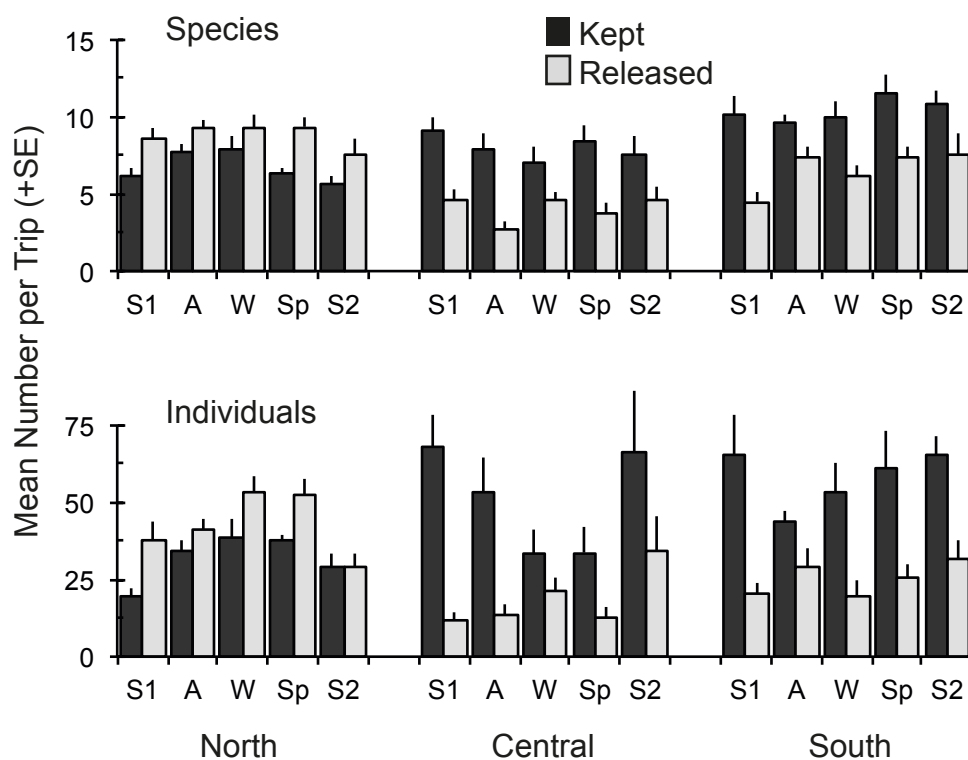 Species
Kept
Released
Mean Number per Trip (+SE)
15
10
5
0
S1 A W Sp S2 S1 A W Sp S2 S1 A W Sp S2
Individuals
75
50
25
0
S1 A W Sp S2 S1 A W Sp S2 S1 A W Sp S2
North Central South